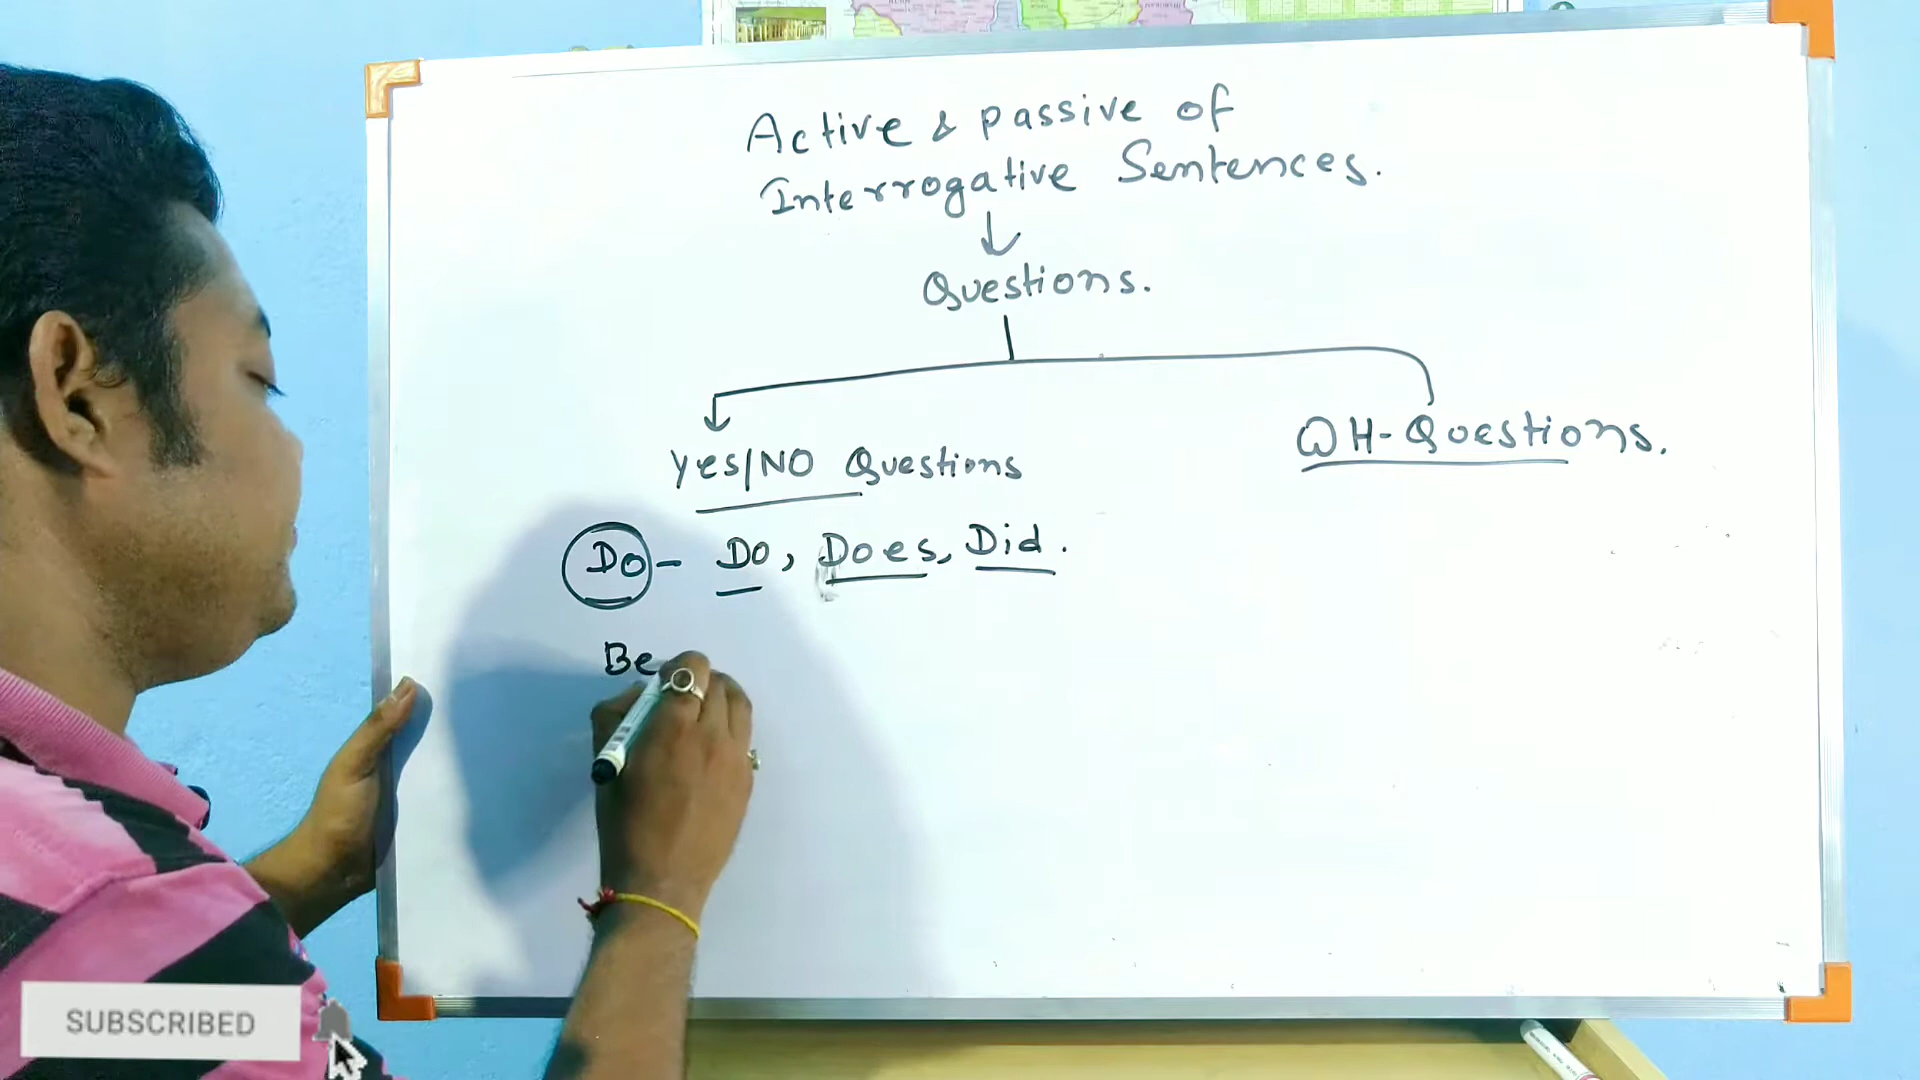 Active & passive of
Interrogative Sentences.
Questions.
Yes/NO Questions
WH-Questions.
Do - Do, Does, Did.
Be
SUBSCRIBED